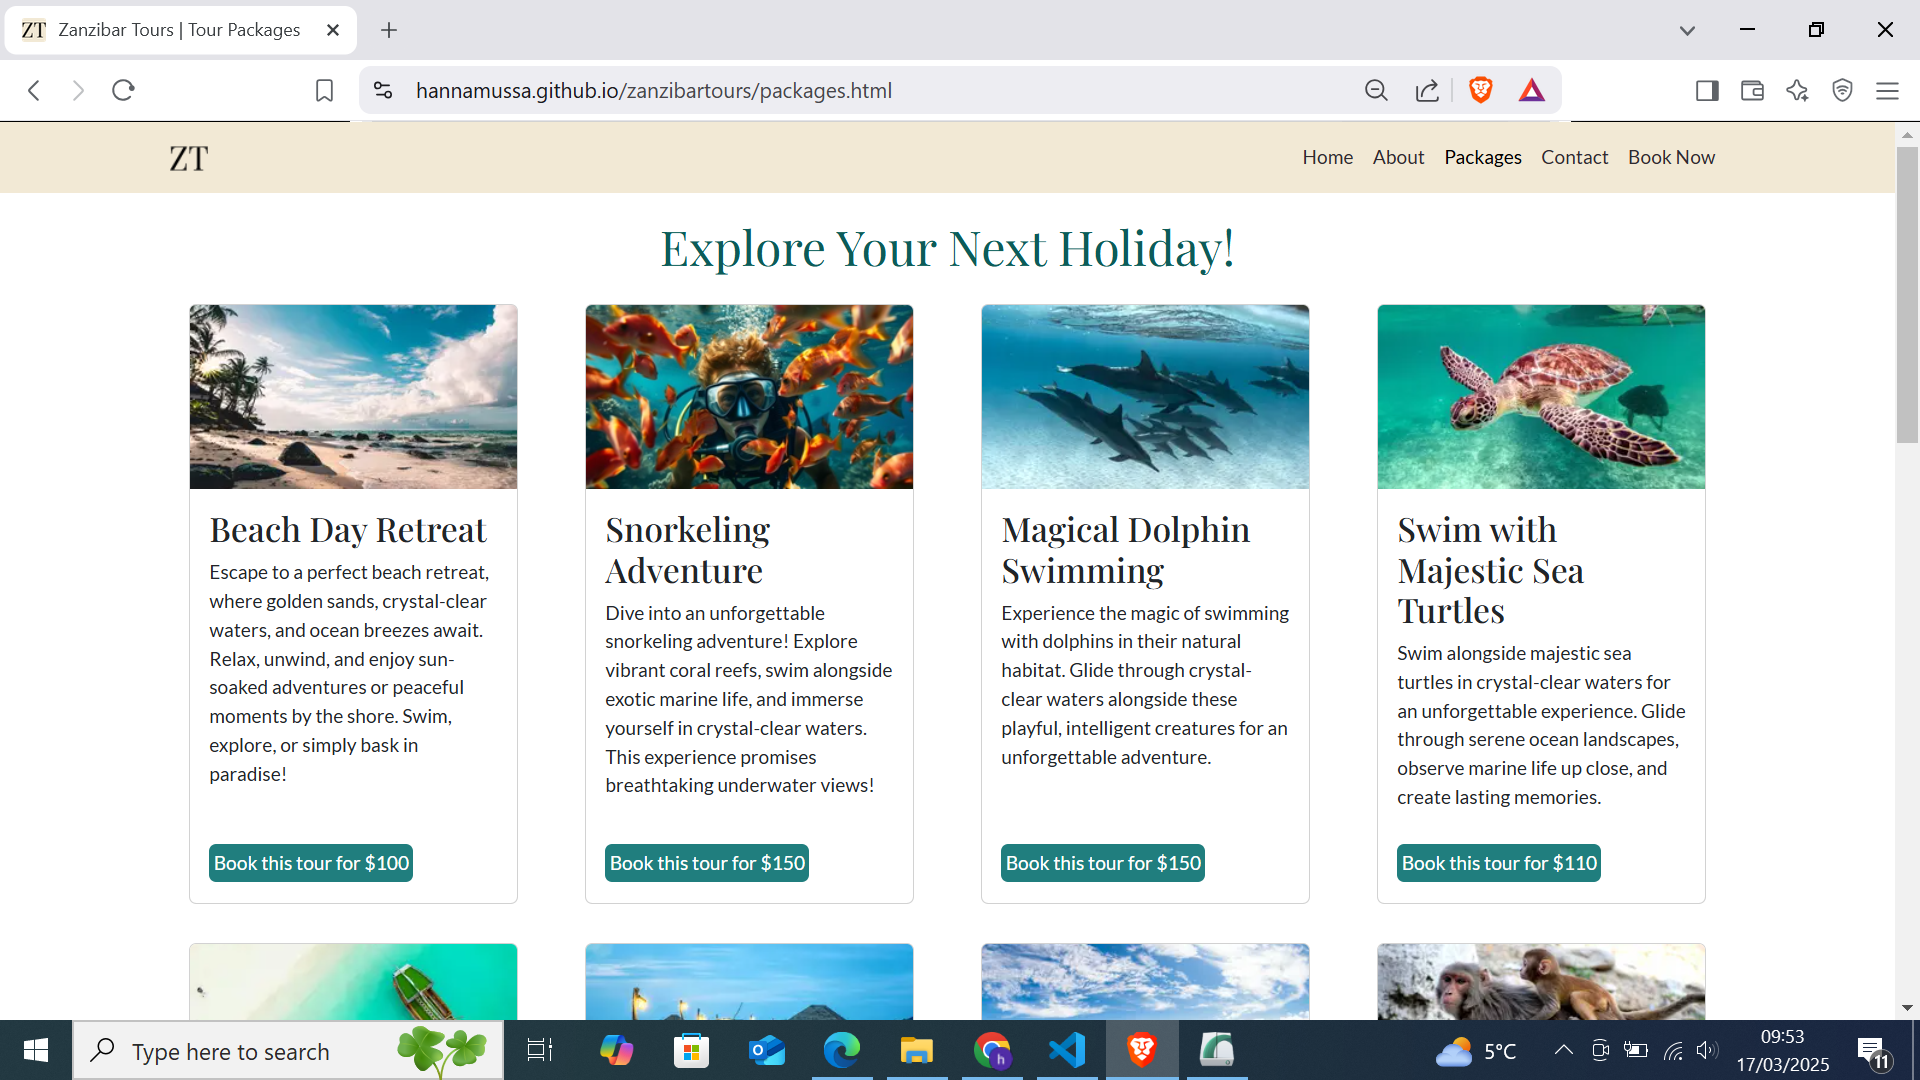 ZT Zanzibar Tours | Tour Packages
hannamussa.github.io/zanzibartours/packages.html
ZT
Home About Packages Contact Book Now
Explore Your Next Holiday!
Beach Day Retreat
Escape to a perfect beach retreat,
where golden sands, crystal-clear
waters, and ocean breezes await.
Relax, unwind, and enjoy sun-
soaked adventures or peaceful
moments by the shore. Swim,
explore, or simply bask in
paradise!
Book this tour for $100
Snorkeling
Adventure
Dive into an unforgettable
snorkeling adventure! Explore
vibrant coral reefs, swim alongside
exotic marine life, and immerse
yourself in crystal-clear waters.
This experience promises
breathtaking underwater views!
Book this tour for $150
Magical Dolphin
Swimming
Experience the magic of swimming
with dolphins in their natural
habitat. Glide through crystal-
clear waters alongside these
playful, intelligent creatures for an
unforgettable adventure.
Book this tour for $150
Swim with
Majestic Sea
Turtles
Swim alongside majestic sea
turtles in crystal-clear waters for
an unforgettable experience. Glide
through serene ocean landscapes,
observe marine life up close, and
create lasting memories.
Book this tour for $110
Type here to search
h
5°C
09:53
17/03/2025
11